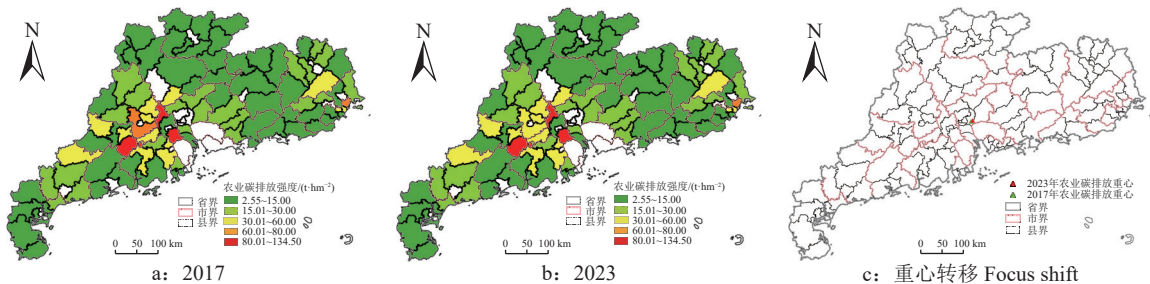 N
农业碳排放强度/(t·hm⁻²)
省界
市界
县界
2.55~15.00
15.01~30.00
30.01~60.00
60.01~80.00
80.01~134.50
0 50 100 km
a：2017
N
农业碳排放强度/(t·hm⁻²)
省界
市界
县界
2.55~15.00
15.01~30.00
30.01~60.00
60.01~80.00
80.01~134.50
0 50 100 km
b：2023
N
2023年农业碳排放重心
2017年农业碳排放重心
省界
市界
县界
0 50 100 km
c：重心转移 Focus shift